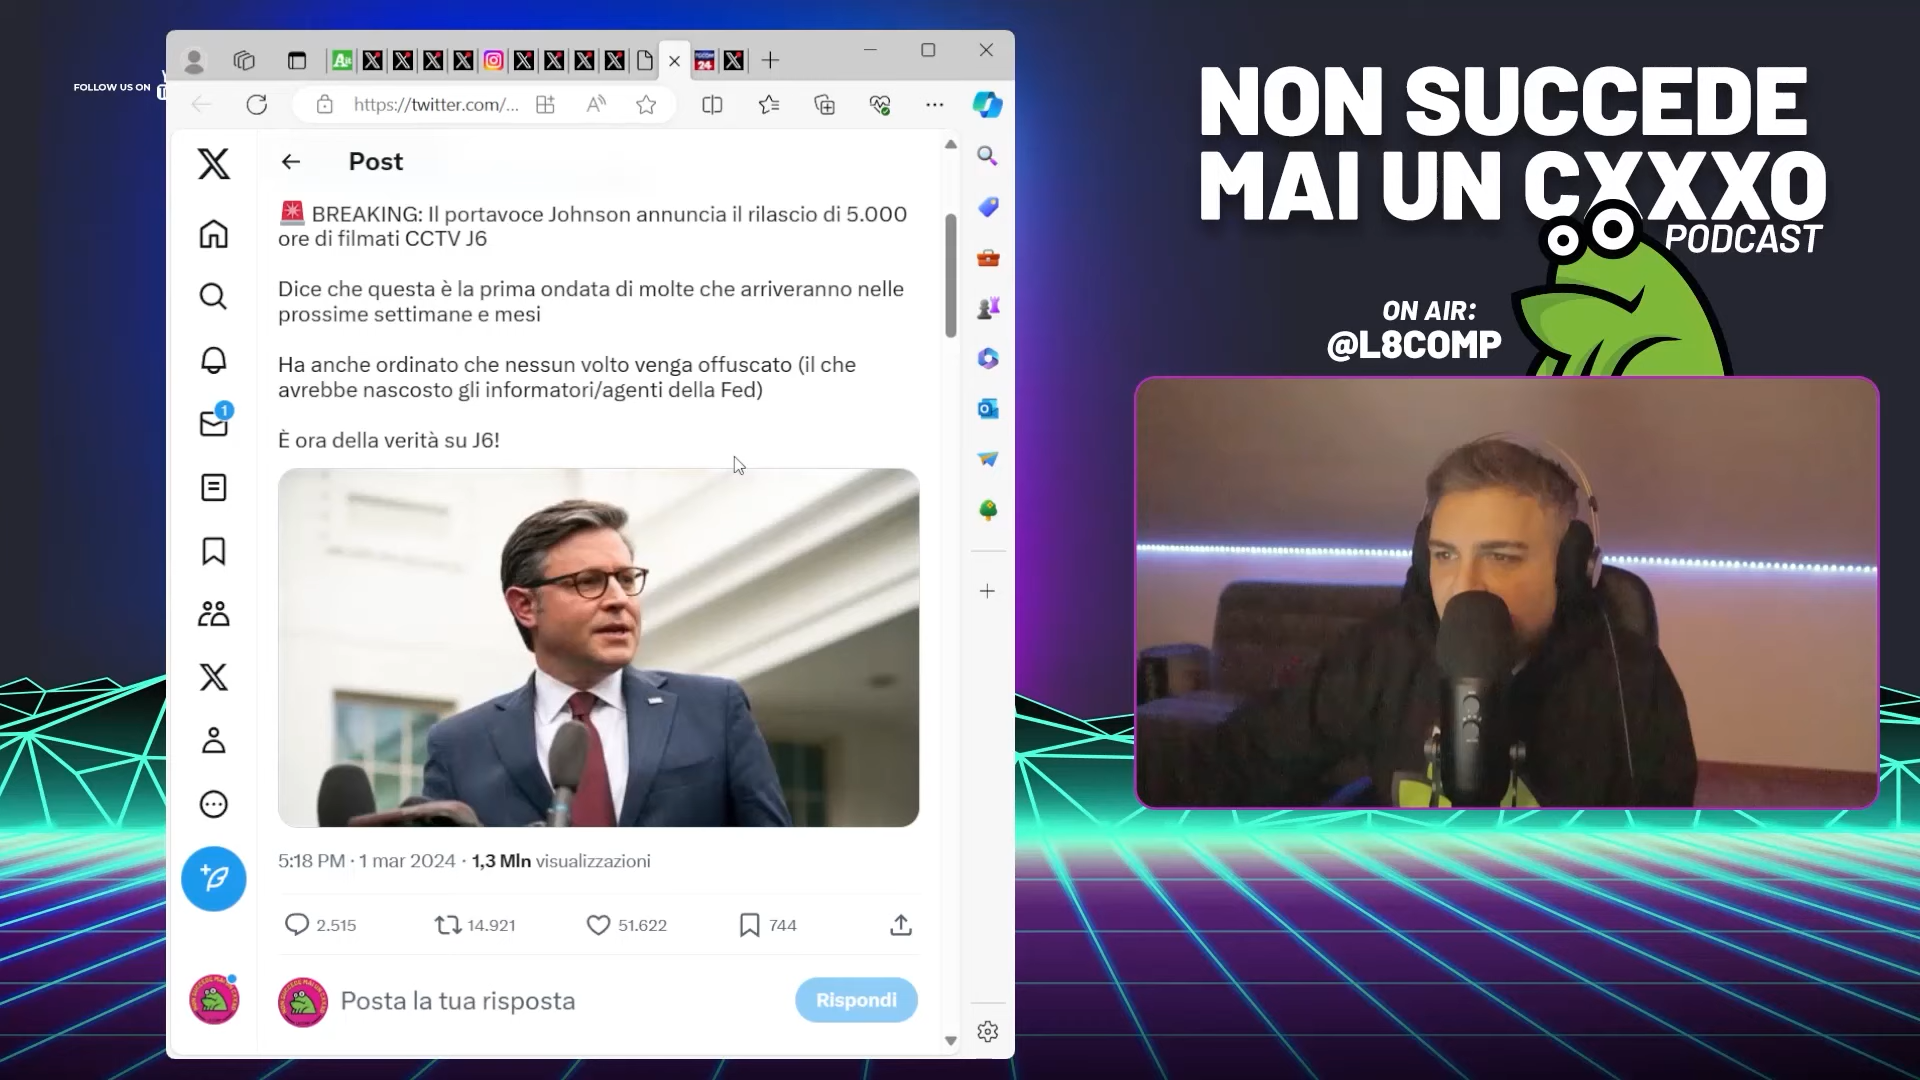 FOLLOW US ON
https://twitter.com/...
Post
BREAKING: Il portavoce Johnson annuncia il rilascio di 5.000
ore di filmati CCTV J6
Dice che questa è la prima ondata di molte che arriveranno nelle
prossime settimane e mesi
Ha anche ordinato che nessun volto venga offuscato (il che
avrebbe nascosto gli informatori/agenti della Fed)
È ora della verità su J6!
5:18 PM · 1 mar 2024 · 1,3 Mln visualizzazioni
2.515
14.921
51.622
744
Posta la tua risposta
Rispondi
1
NON SUCCEDE
MAI UN CXXXO
PODCAST
ON AIR:
@L8COMP